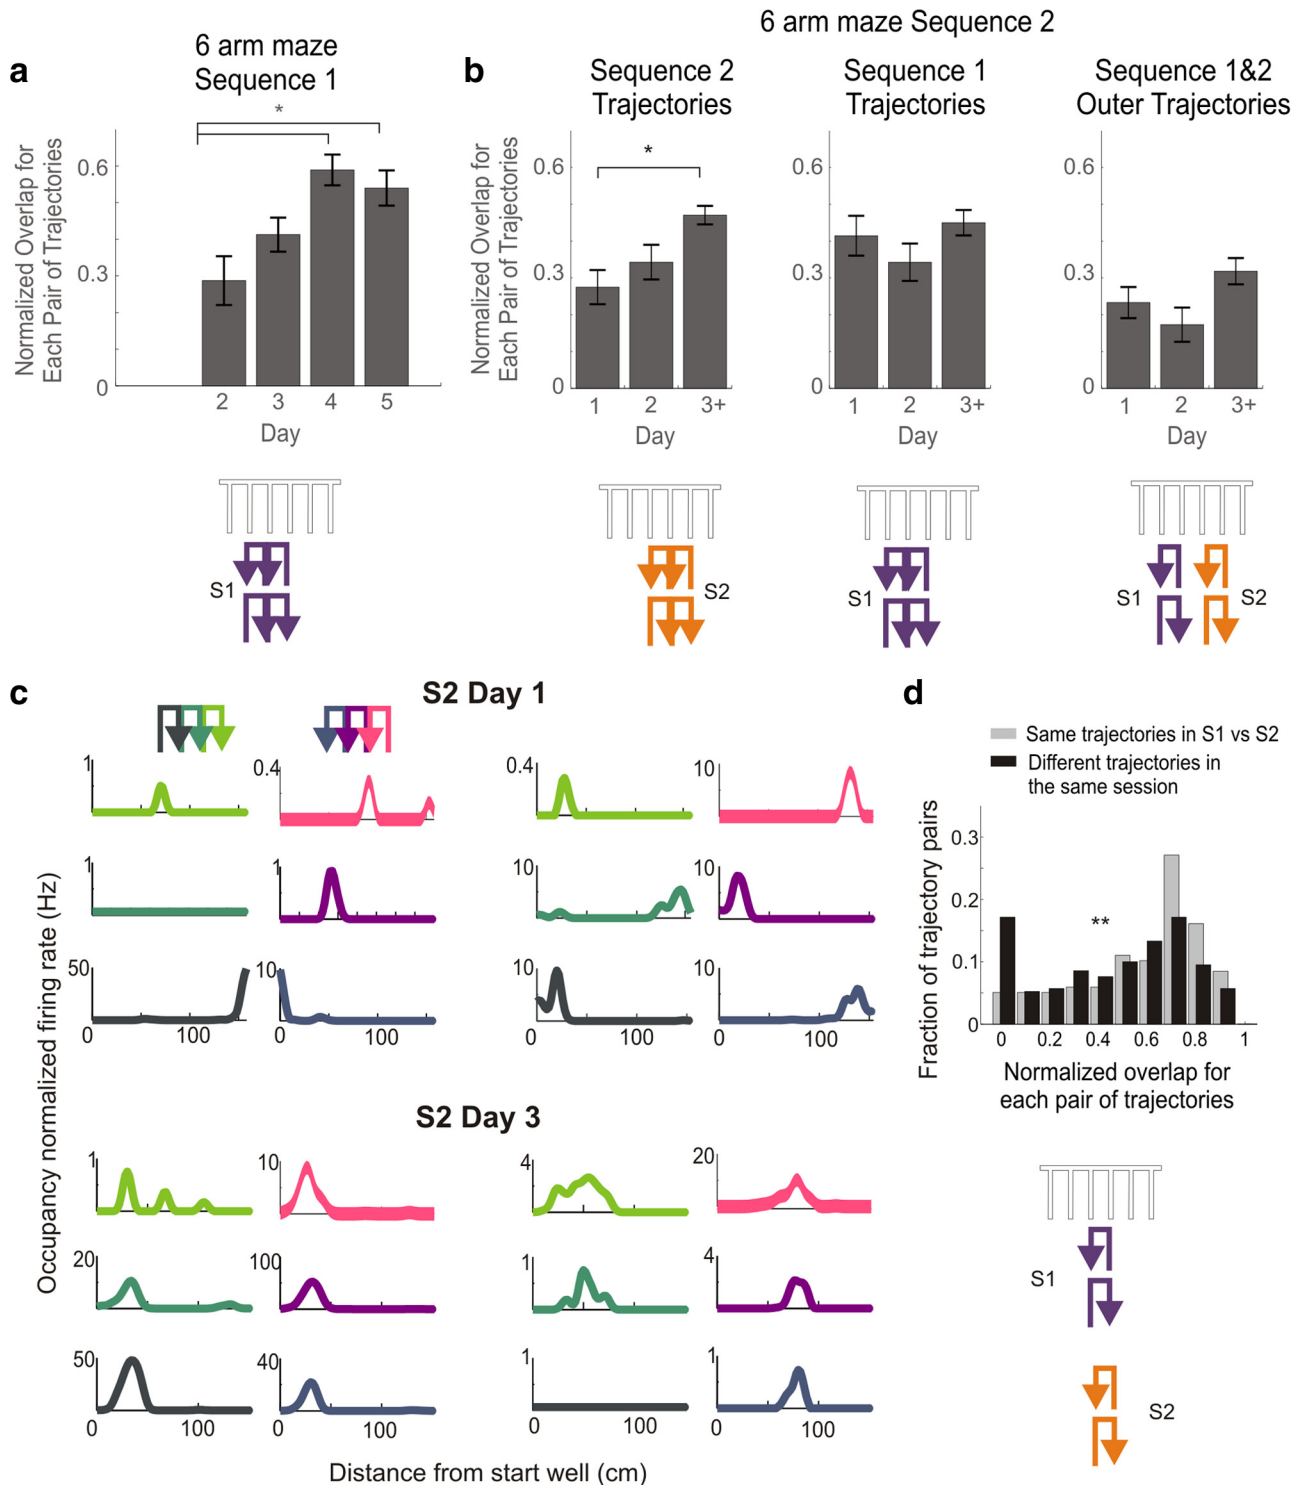 a
6 arm maze
Sequence 1
*
Normalized Overlap for
Each Pair of Trajectories
0.6
0.3
0
2 3 4 5
Day
S1
b
6 arm maze Sequence 2
Sequence 2
Trajectories
*
Normalized Overlap for
Each Pair of Trajectories
0.6
0.3
0
1 2 3+
Day
S2
Sequence 1
Trajectories
0.6
0.3
0
1 2 3+
Day
S1
Sequence 1&2
Outer Trajectories
0.6
0.3
0
1 2 3+
Day
S1 S2
c
S2 Day 1
Occupancy normalized firing rate (Hz)
1 0.4 0.4 10
1 1 10 10
50 10 10 10
0 100 0 100 0 100 0 100
S2 Day 3
1 10 4 20
20 100 1 4
50 40 1 1
0 100 0 100 0 100 0 100
Distance from start well (cm)
d
Same trajectories in S1 vs S2
Different trajectories in
the same session
Fraction of trajectory pairs
0.3
0.2
0.1
0
**
0 0.2 0.4 0.6 0.8 1
Normalized overlap for
each pair of trajectories
S1
S2